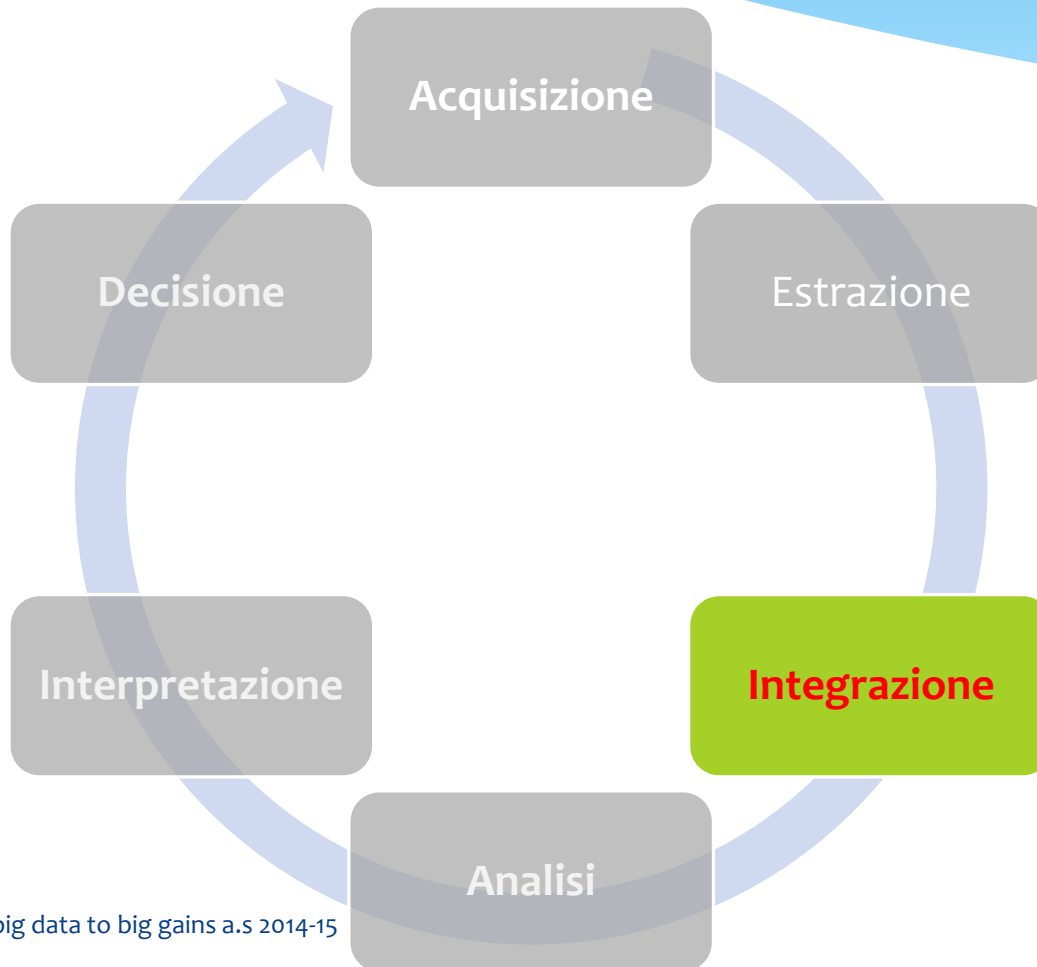 Acquisizione
Decisione
Estrazione
Interpretazione
Integrazione
Analisi
big data to big gains a.s 2014-15